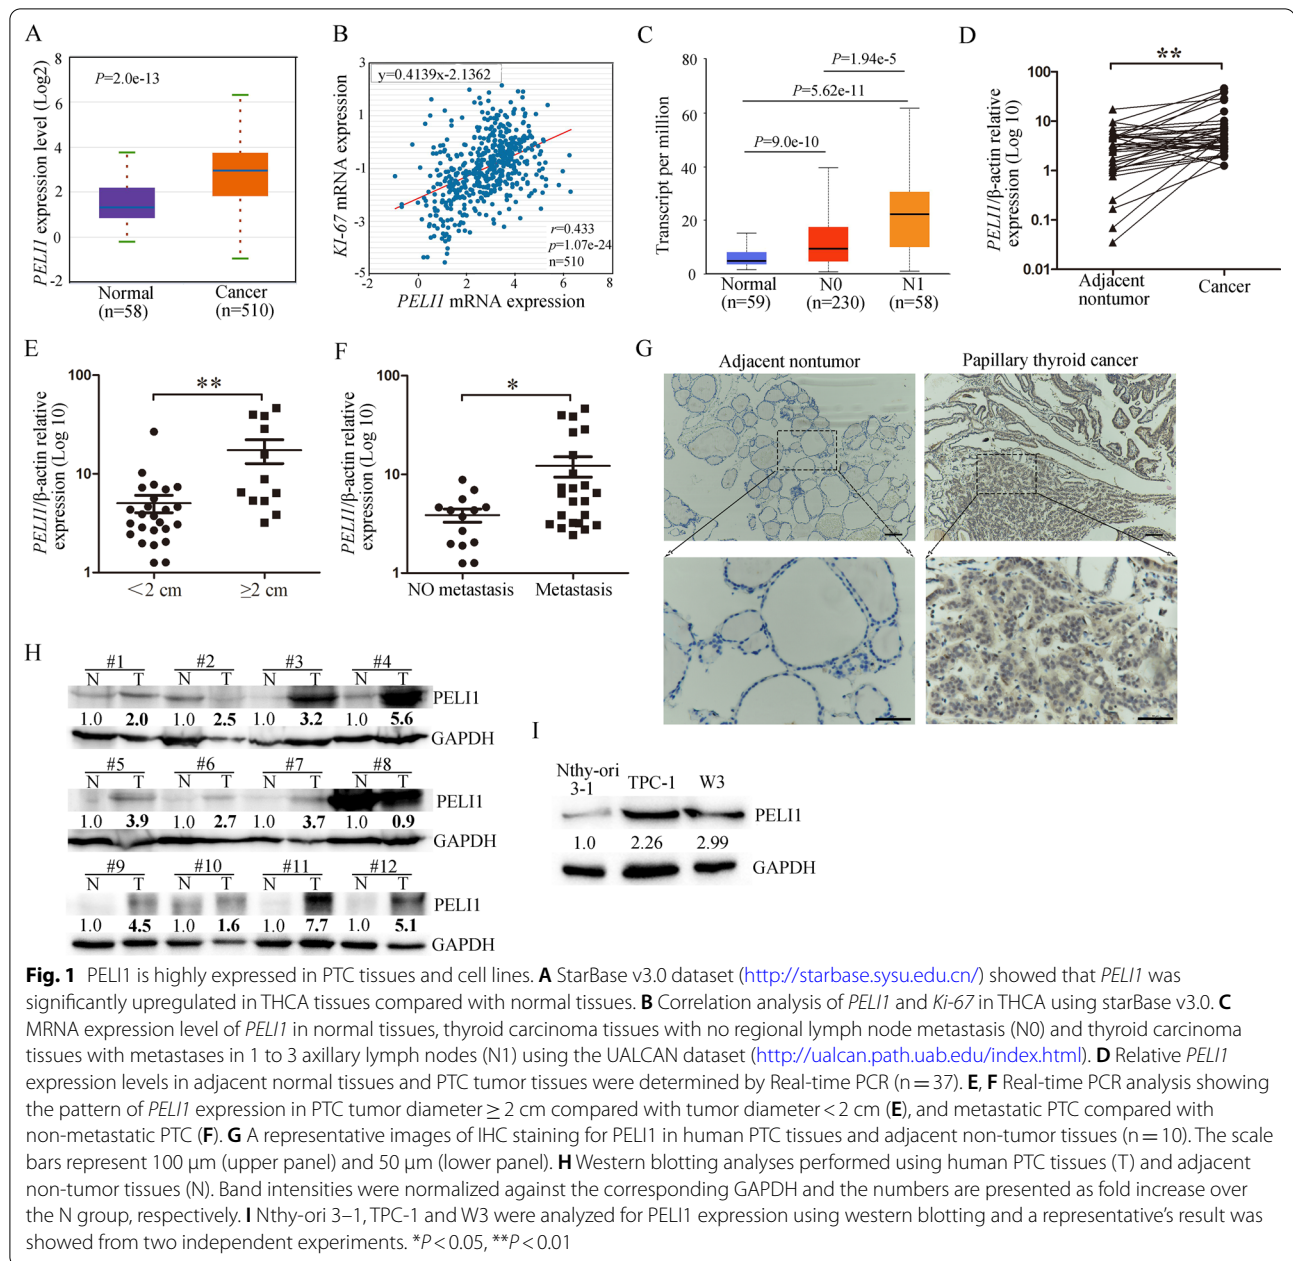 A
PELI1 expression level (Log2)
8
6
4
2
0
-2
P=2.0e-13
Normal
(n=58)
Cancer
(n=510)
B
KI-67 mRNA expression
3
1
-1
-3
-5
y=0.4139x-2.1362
r=0.433
p=1.07e-24
n=510
-2
0
2
4
6
8
PELI1 mRNA expression
C
Transcript per million
80
60
40
20
0
P=1.94e-5
P=5.62e-11
P=9.0e-10
Normal
(n=59)
N0
(n=230)
N1
(n=58)
D
PELI1/β-actin relative
expression (Log 10)
100
10
1
0.1
0.01
**
Adjacent
nontumor
Cancer
E
PELI1/β-actin relative
expression (Log 10)
100
10
1
**
<2 cm
≥2 cm
F
PELI1/β-actin relative
expression (Log 10)
100
10
1
*
NO metastasis
Metastasis
G
Adjacent nontumor
Papillary thyroid cancer
H
#1 #2 #3 #4
N T N T N T N T
PELI1
1.0 2.0 1.0 2.5 1.0 3.2 1.0 5.6
GAPDH
#5 #6 #7 #8
N T N T N T N T
PELI1
1.0 3.9 1.0 2.7 1.0 3.7 1.0 0.9
GAPDH
#9 #10 #11 #12
N T N T N T N T
PELI1
1.0 4.5 1.0 1.6 1.0 7.7 1.0 5.1
GAPDH
I
Nthy-ori
3-1
TPC-1
W3
PELI1
1.0 2.26 2.99
GAPDH
Fig. 1 PELI1 is highly expressed in PTC tissues and cell lines. A StarBase v3.0 dataset (http://starbase.sysu.edu.cn/) showed that PELI1 was
significantly upregulated in THCA tissues compared with normal tissues. B Correlation analysis of PELI1 and Ki-67 in THCA using starBase v3.0. C
MRNA expression level of PELI1 in normal tissues, thyroid carcinoma tissues with no regional lymph node metastasis (N0) and thyroid carcinoma
tissues with metastases in 1 to 3 axillary lymph nodes (N1) using the UALCAN dataset (http://ualcan.path.uab.edu/index.html). D Relative PELI1
expression levels in adjacent normal tissues and PTC tumor tissues were determined by Real-time PCR (n = 37). E, F Real-time PCR analysis showing
the pattern of PELI1 expression in PTC tumor diameter ≥ 2 cm compared with tumor diameter < 2 cm (E), and metastatic PTC compared with
non-metastatic PTC (F). G A representative images of IHC staining for PELI1 in human PTC tissues and adjacent non-tumor tissues (n = 10). The scale
bars represent 100 μm (upper panel) and 50 μm (lower panel). H Western blotting analyses performed using human PTC tissues (T) and adjacent
non-tumor tissues (N). Band intensities were normalized against the corresponding GAPDH and the numbers are presented as fold increase over
the N group, respectively. I Nthy-ori 3–1, TPC-1 and W3 were analyzed for PELI1 expression using western blotting and a representative's result was
showed from two independent experiments. *P < 0.05, **P < 0.01